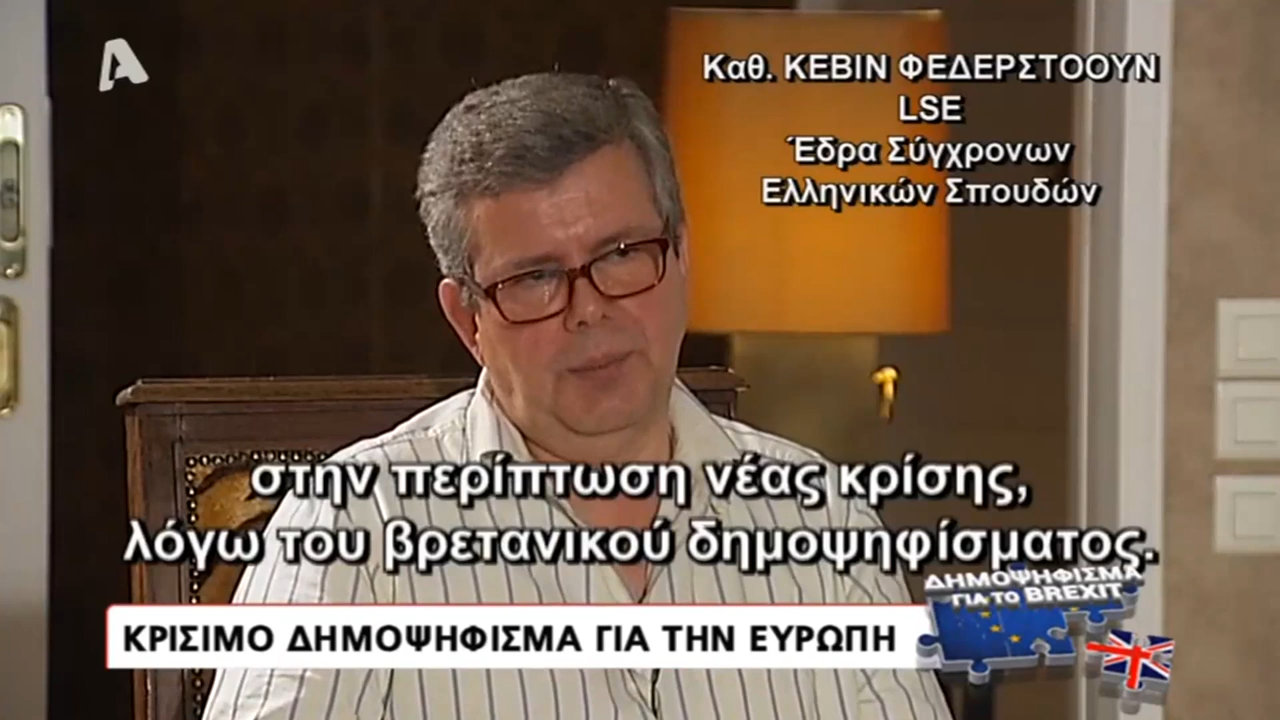 Καθ. ΚΕΒΙΝ ΦΕΔΕΡΣΤΟΟΥΝ
LSE
Έδρα Σύγχρονων
Ελληνικών Σπουδών
στην περίπτωση νέας κρίσης,
λόγω του βρετανικού δημοψηφίσματος.
ΔΗΜΟΨΗΦΙΣΜΑ
ΓΙΑ ΤΟ BREXIT
ΚΡΙΣΙΜΟ ΔΗΜΟΨΗΦΙΣΜΑ ΓΙΑ ΤΗΝ ΕΥΡΩΠΗ